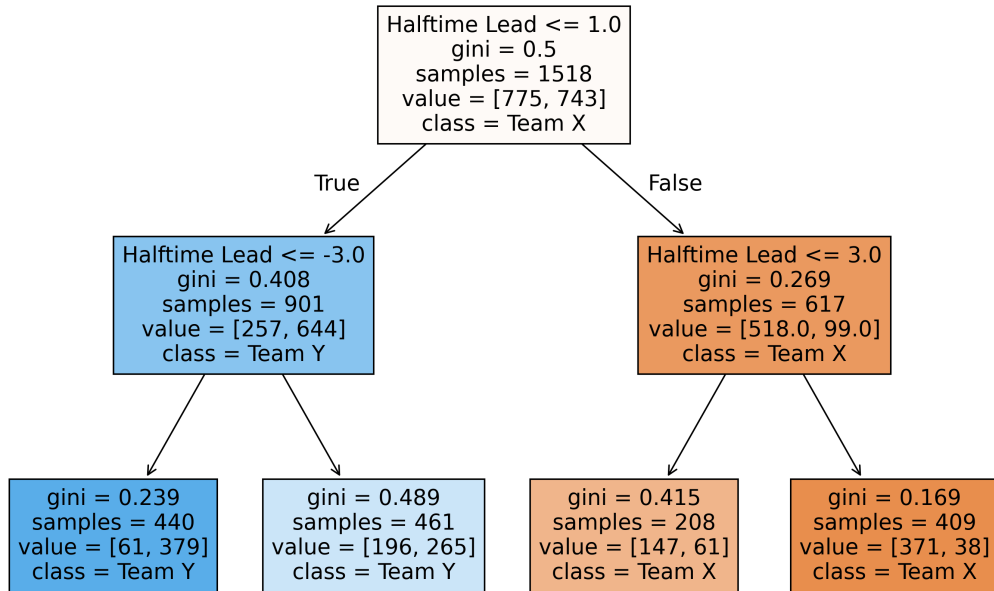 Halftime Lead <= 1.0
gini = 0.5
samples = 1518
value = [775, 743]
class = Team X
True
False
Halftime Lead <= -3.0
gini = 0.408
samples = 901
value = [257, 644]
class = Team Y
Halftime Lead <= 3.0
gini = 0.269
samples = 617
value = [518.0, 99.0]
class = Team X
gini = 0.239
samples = 440
value = [61, 379]
class = Team Y
gini = 0.489
samples = 461
value = [196, 265]
class = Team Y
gini = 0.415
samples = 208
value = [147, 61]
class = Team X
gini = 0.169
samples = 409
value = [371, 38]
class = Team X